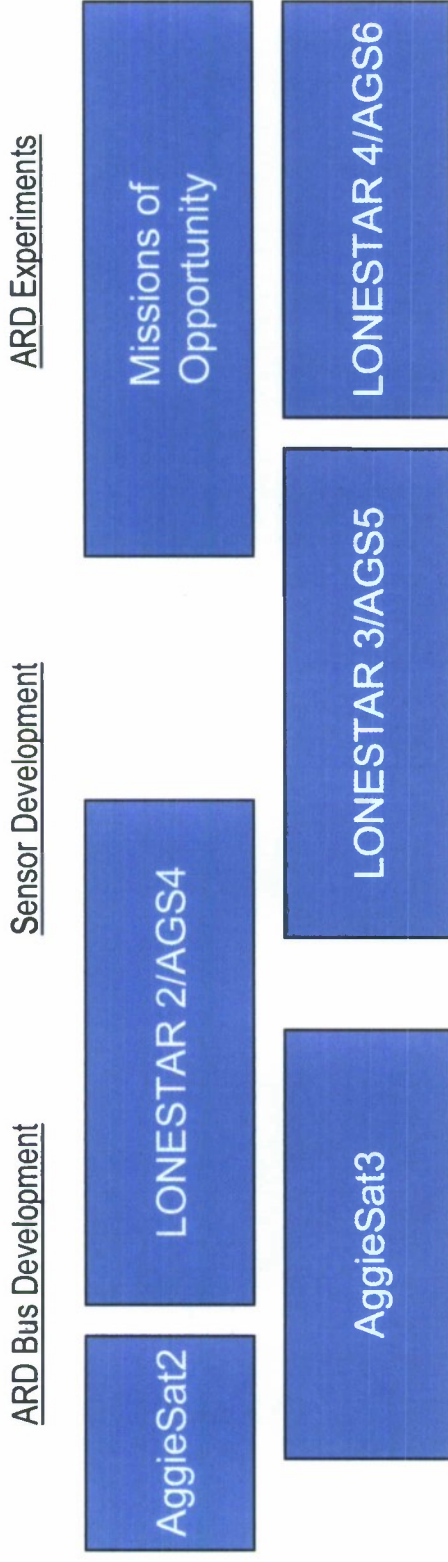 ARD Bus Development
Sensor Development
ARD Experiments
AggieSat2
LONESTAR 2/AGS4
Missions of
Opportunity
AggieSat3
LONESTAR 3/AGS5
LONESTAR 4/AGS6